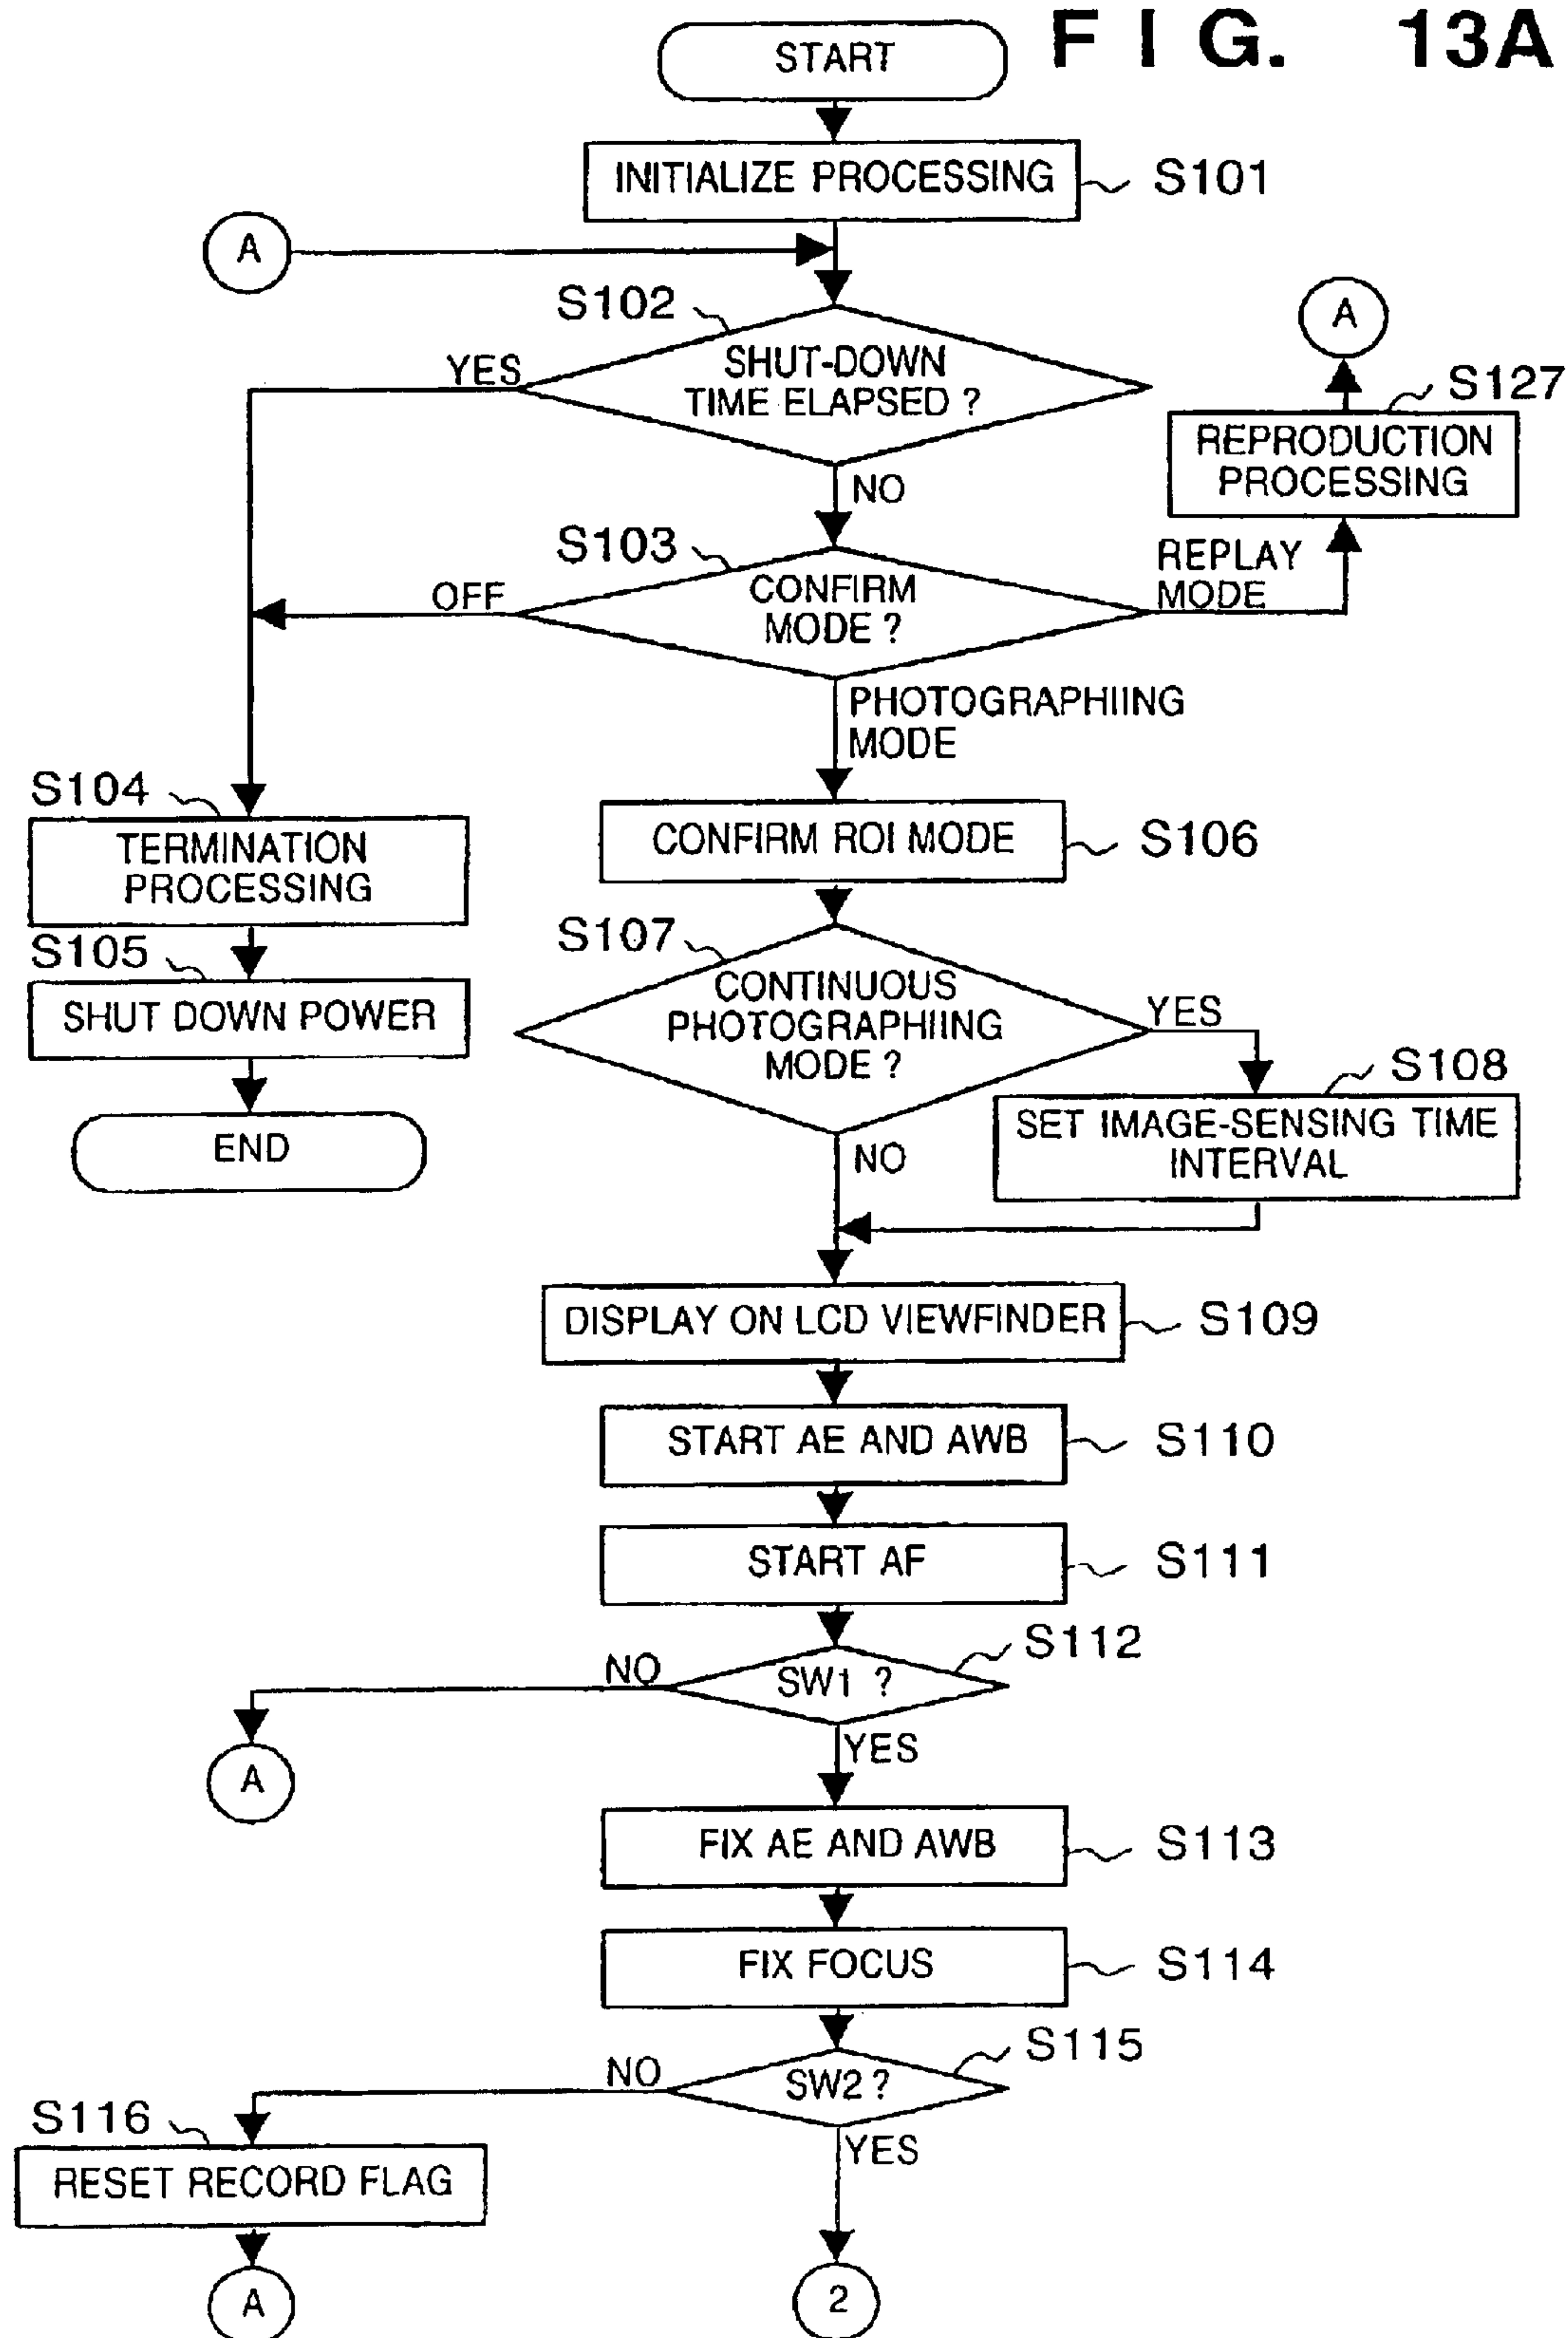 FIG. 13A
START
INITIALIZE PROCESSING
S101
A
S102
SHUT-DOWN
TIME ELAPSED ?
YES
NO
A
S127
REPRODUCTION
PROCESSING
S103
CONFIRM
MODE ?
OFF
REPLAY
MODE
PHOTOGRAPHIING
MODE
S104
TERMINATION
PROCESSING
S105
SHUT DOWN POWER
END
CONFIRM ROI MODE
S106
S107
CONTINUOUS
PHOTOGRAPHIING
MODE ?
YES
NO
S108
SET IMAGE-SENSING TIME
INTERVAL
DISPLAY ON LCD VIEWFINDER
S109
START AE AND AWB
S110
START AF
S111
S112
SW1 ?
NO
A
YES
FIX AE AND AWB
S113
FIX FOCUS
S114
S115
SW2 ?
NO
S116
RESET RECORD FLAG
A
YES
2